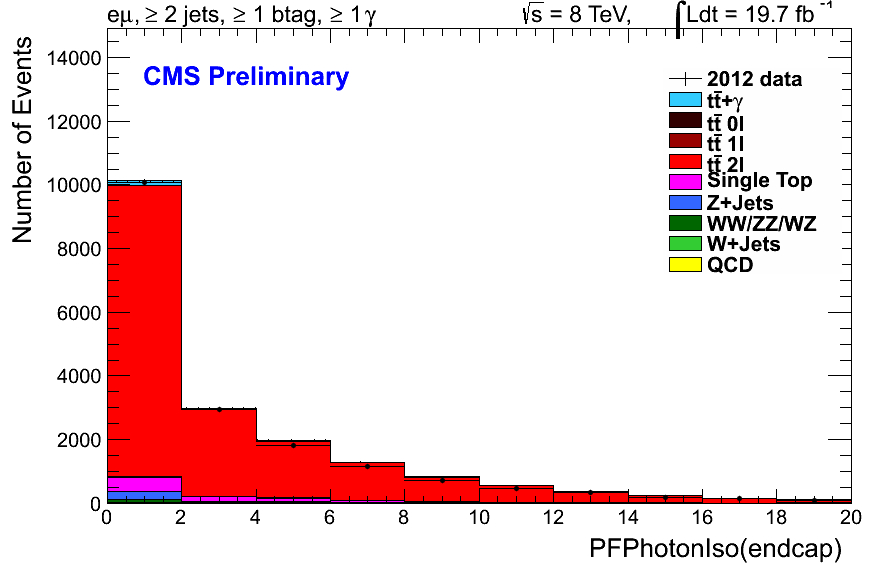 eμ, ≥ 2 jets, ≥ 1 btag, ≥ 1 γ
√s = 8 TeV, ∫Ldt = 19.7 fb⁻¹
CMS Preliminary
Number of Events
14000
12000
10000
8000
6000
4000
2000
0
2012 data
tt̄+γ
tt̄ 0l
tt̄ 1l
tt̄ 2l
Single Top
Z+Jets
WW/ZZ/WZ
W+Jets
QCD
0 2 4 6 8 10 12 14 16 18 20
PFPhotonIso(endcap)